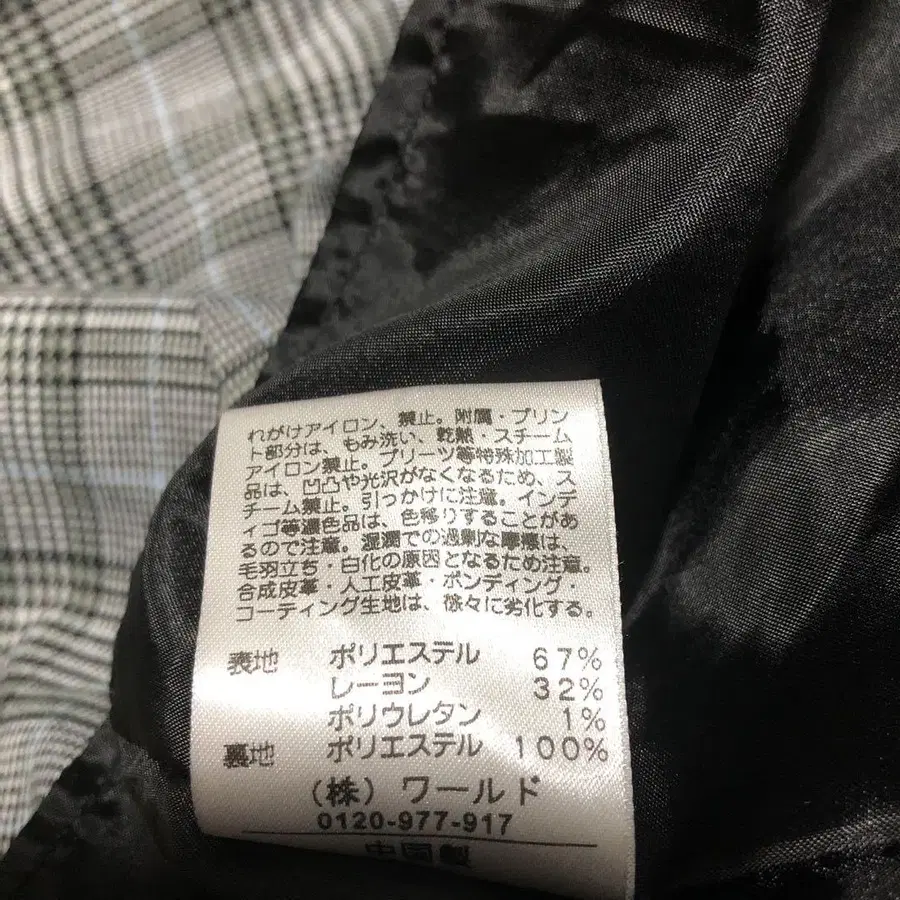 れがけアイロン、禁止。附属・プリン
ト部分は、もみ洗い、乾熱・スチーム
アイロン禁止。プリーツ等特殊加工製
品は、凹凸や光沢がなくなるため、ス
チーム禁止。引っかけに注意。インデ
ィゴ等濃色品は、色移りすることがあ
るので注意。湿潤での過剰な摩擦は、
毛羽立ち・白化の原因となるため注意。
合成皮革・人工皮革・ボンディング・
コーティング生地は、徐々に劣化する。
表地 ポリエステル 67%
レーヨン 32%
ポリウレタン 1%
裏地 ポリエステル 100%
(株) ワールド
0120-977-917
中国製